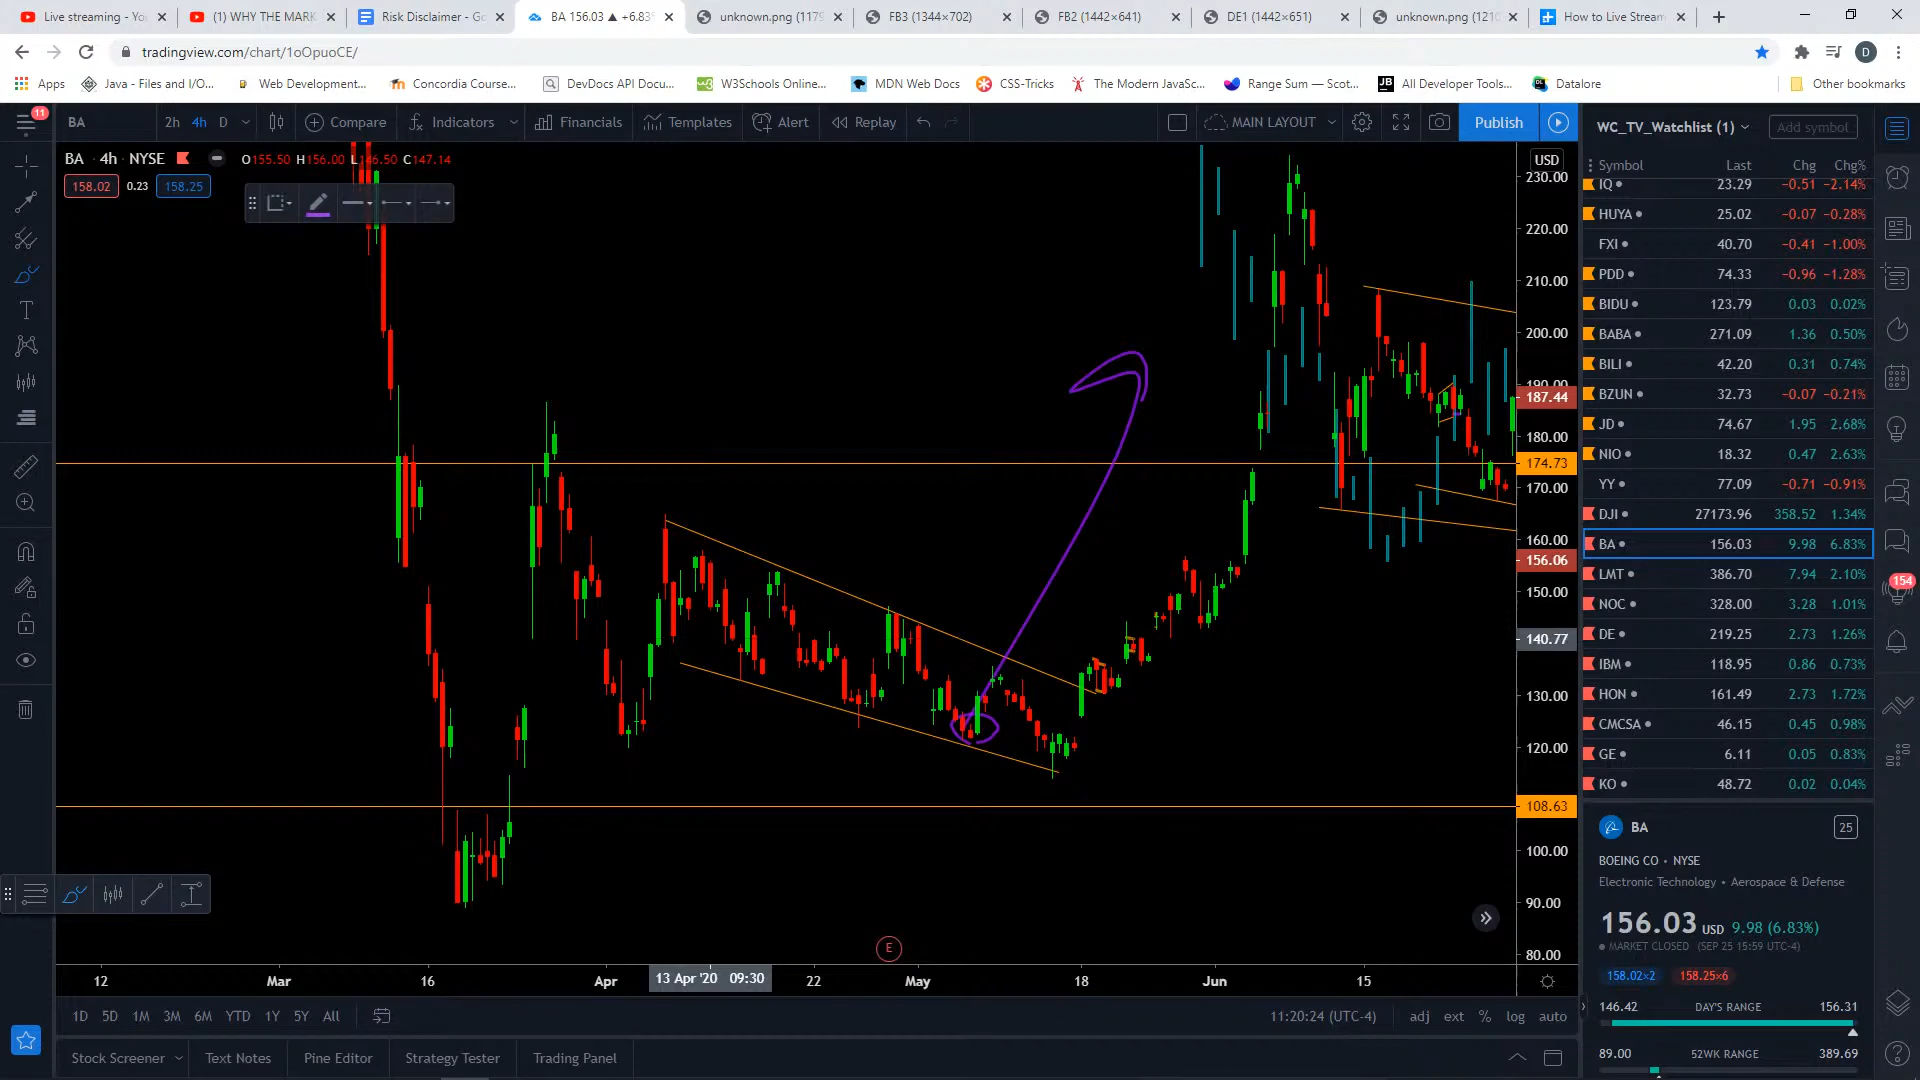 Live streaming - Yo
(1) WHY THE MARK
Risk Disclaimer - Go
BA 156.03 ▲ +6.83
unknown.png (1179
FB3 (1344×702)
FB2 (1442×641)
DE1 (1442×651)
unknown.png (1210
How to Live Stream
tradingview.com/chart/1oOpuoCE/
D
Apps
Java - Files and I/O...
Web Development...
Concordia Course...
DevDocs API Docu...
W3Schools Online...
MDN Web Docs
CSS-Tricks
The Modern JavaSc...
Range Sum — Scot...
All Developer Tools...
Datalore
Other bookmarks
11
BA
2h
4h
D
Compare
Indicators
Financials
Templates
Alert
Replay
MAIN LAYOUT
Publish
WC_TV_Watchlist (1)
Add symbol
BA · 4h · NYSE
O155.50 H156.00 L146.50 C147.14
158.02 0.23 158.25
USD
230.00
220.00
210.00
200.00
190.00
187.44
180.00
174.73
170.00
160.00
156.06
150.00
140.77
130.00
120.00
108.63
100.00
90.00
80.00
Symbol Last Chg Chg%
IQ 23.29 −0.51 −2.14%
HUYA 25.02 −0.07 −0.28%
FXI 40.70 −0.41 −1.00%
PDD 74.33 −0.96 −1.28%
BIDU 123.79 0.03 0.02%
BABA 271.09 1.36 0.50%
BILI 42.20 0.31 0.74%
BZUN 32.73 −0.07 −0.21%
JD 74.67 1.95 2.68%
NIO 18.32 0.47 2.63%
YY 77.09 −0.71 −0.91%
DJI 27173.96 358.52 1.34%
BA 156.03 9.98 6.83%
LMT 386.70 7.94 2.10%
NOC 328.00 3.28 1.01%
DE 219.25 2.73 1.26%
IBM 118.95 0.86 0.73%
HON 161.49 2.73 1.72%
CMCSA 46.15 0.45 0.98%
GE 6.11 0.05 0.83%
KO 48.72 0.02 0.04%
154
BA
25
BOEING CO • NYSE
Electronic Technology • Aerospace & Defense
156.03 USD 9.98 (6.83%)
MARKET CLOSED (SEP 25 15:59 UTC-4)
158.02×2 158.25×6
146.42 DAY'S RANGE 156.31
89.00 52WK RANGE 389.69
E
12 Mar 16 Apr 13 Apr '20 09:30 22 May 18 Jun 15
1D 5D 1M 3M 6M YTD 1Y 5Y All
11:20:24 (UTC-4) adj ext % log auto
Stock Screener Text Notes Pine Editor Strategy Tester Trading Panel